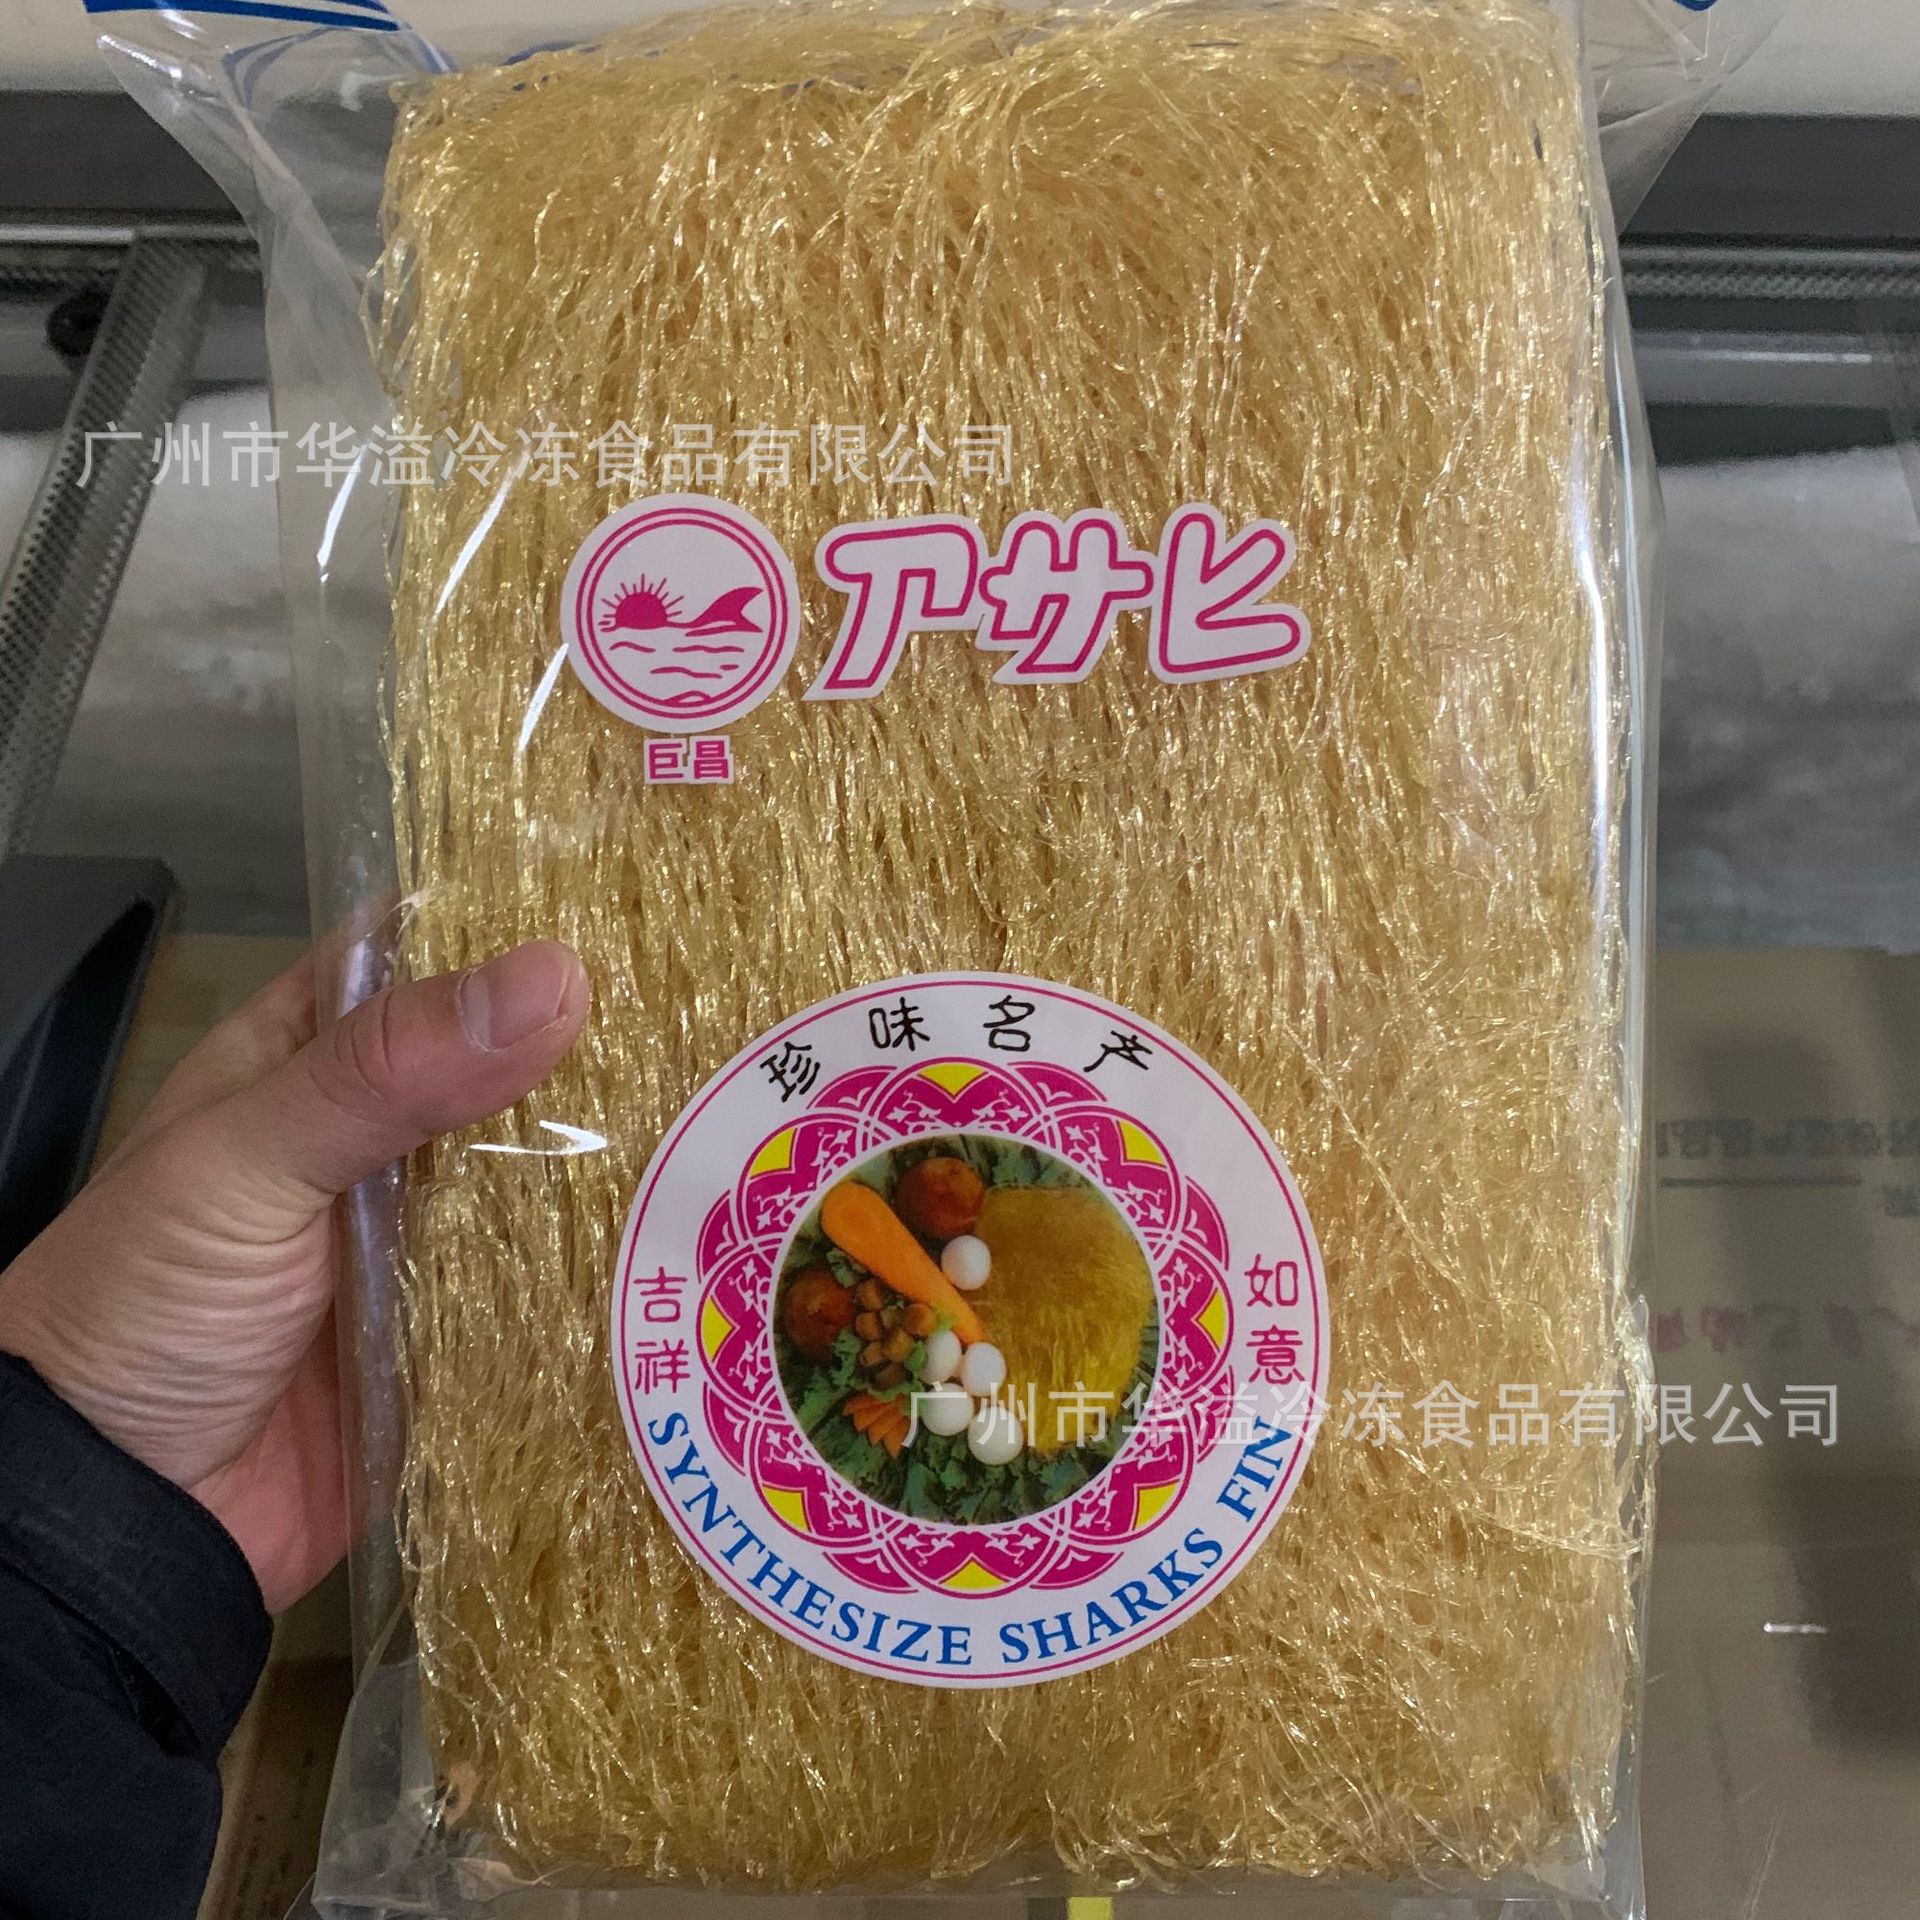 广州市华溢冷冻食品有限公司
アサヒ
巨昌
珍味名产
吉祥
如意
广州市华溢冷冻食品有限公司
SYNTHESIZE SHARKS FIN